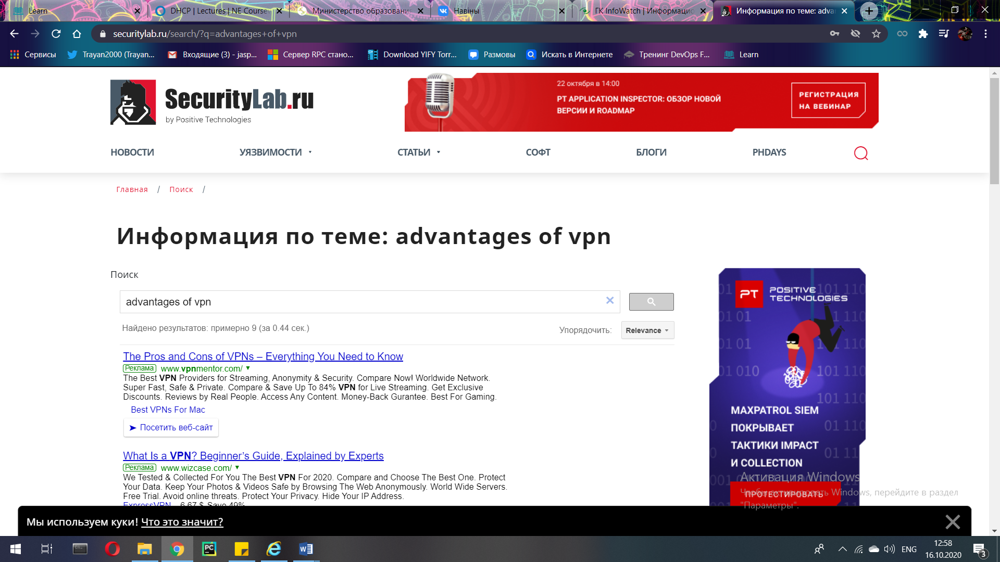 Learn
DHCP | Lectures | NE Course
Министерство образования
Навіны
ГК InfoWatch | Информацио
Информация по теме: adva
securitylab.ru/search/?q=advantages+of+vpn
Сервисы
Trayan2000 (Trayan...
Входящие (3) - jasp...
Сервер RPC стано...
Download YIFY Torr...
Размовы
Искать в Интернете
Тренинг DevOps F...
Learn
SecurityLab.ru
by Positive Technologies
22 октября в 14:00
PT APPLICATION INSPECTOR: ОБЗОР НОВОЙ
ВЕРСИИ И ROADMAP
РЕГИСТРАЦИЯ
НА ВЕБИНАР
НОВОСТИ
УЯЗВИМОСТИ
СТАТЬИ
СОФТ
БЛОГИ
PHDAYS
Главная / Поиск /
Информация по теме: advantages of vpn
Поиск
advantages of vpn
Найдено результатов: примерно 9 (за 0.44 сек.)
Упорядочить:
Relevance
The Pros and Cons of VPNs – Everything You Need to Know
Реклама www.vpnmentor.com/
The Best VPN Providers for Streaming, Anonymity & Security. Compare Now! Worldwide Network.
Super Fast, Safe & Private. Compare & Save Up To 84% VPN for Live Streaming. Get Exclusive
Discounts. Reviews by Real People. Access Any Content. Money-Back Gurantee. Best For Gaming.
Best VPNs For Mac
Посетить веб-сайт
What Is a VPN? Beginner's Guide, Explained by Experts
Реклама www.wizcase.com/
We Tested & Collected For You The Best VPN For 2020. Compare and Choose The Best One. Protect
Your Data. Keep Your Photos & Videos Safe by Browsing The Web Anonymously. World Wide Servers.
Free Trial. Avoid online threats. Protect Your Privacy. Hide Your IP Address.
ExpressVPN - 6.67 $ Save 49%
PT POSITIVE
TECHNOLOGIES
MAXPATROL SIEM
ПОКРЫВАЕТ
ТАКТИКИ IMPACT
И COLLECTION
ПРОТЕСТИРОВАТЬ
Активация Windows
Чтобы активировать Windows, перейдите в раздел
"Параметры".
Мы используем куки! Что это значит?
ENG
12:58
16.10.2020
3